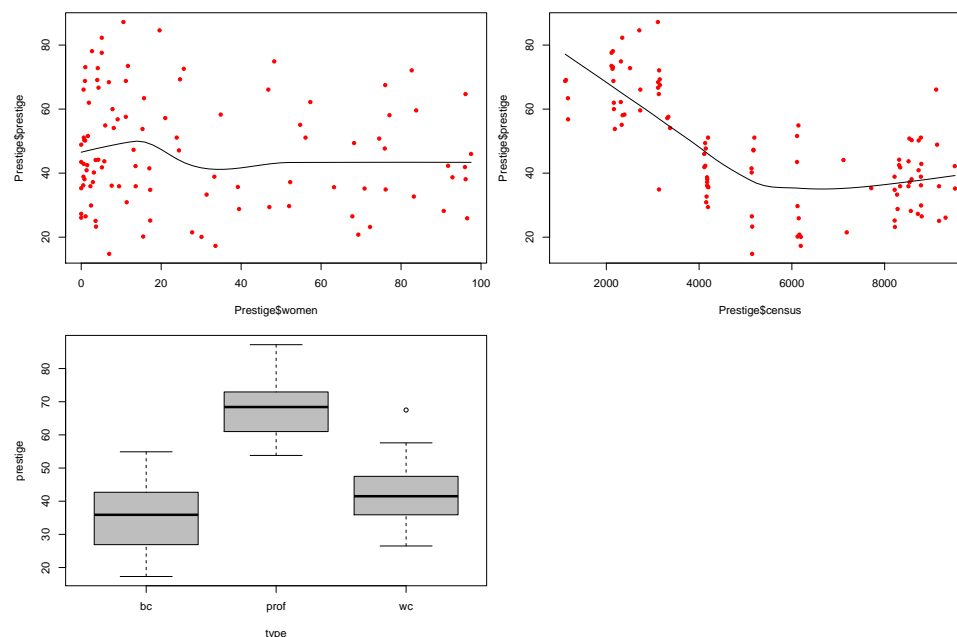 Prestige$prestige
80
60
40
20
0 20 40 60 80 100
Prestige$women
Prestige$prestige
80
60
40
20
2000 4000 6000 8000
Prestige$census
prestige
80
70
60
50
40
30
20
bc prof wc
type